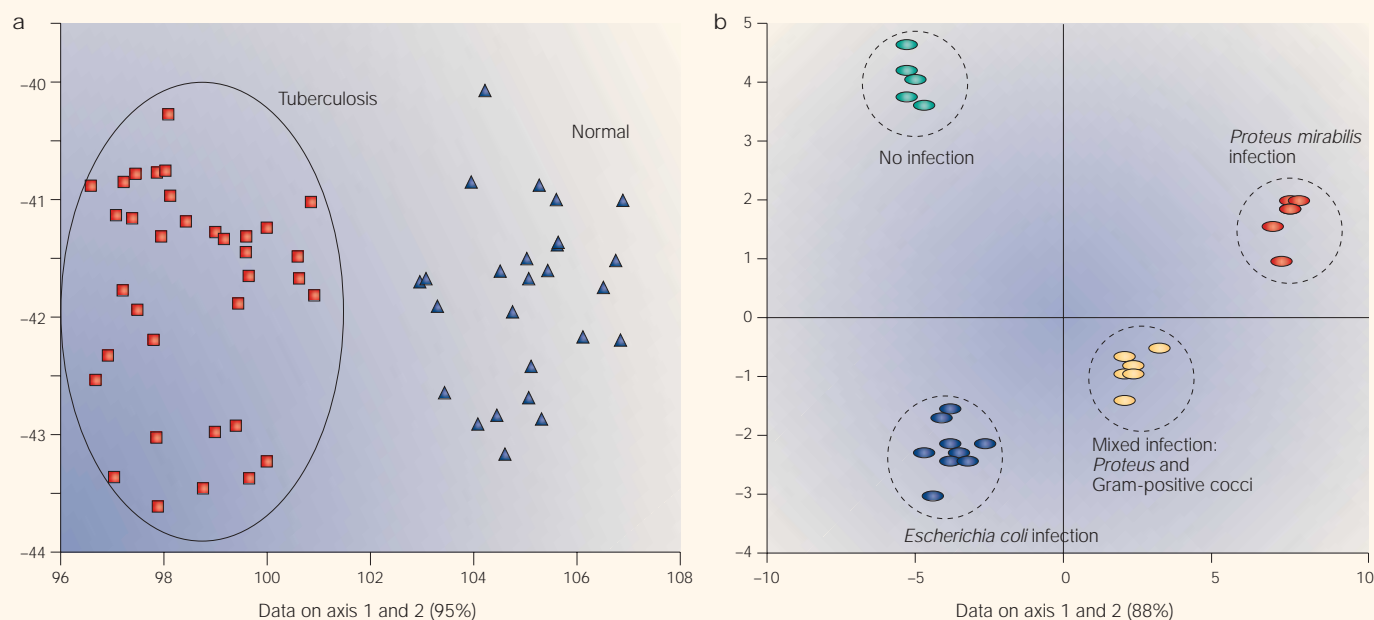 a
–40
–41
–42
–43
–44
96
98
100
102
104
106
108
Tuberculosis
Normal
Data on axis 1 and 2 (95%)
b
5
4
3
2
1
0
–1
–2
–3
–4
–10
–5
0
5
10
No infection
Proteus mirabilis
infection
Mixed infection:
Proteus and
Gram-positive cocci
Escherichia coli infection
Data on axis 1 and 2 (88%)